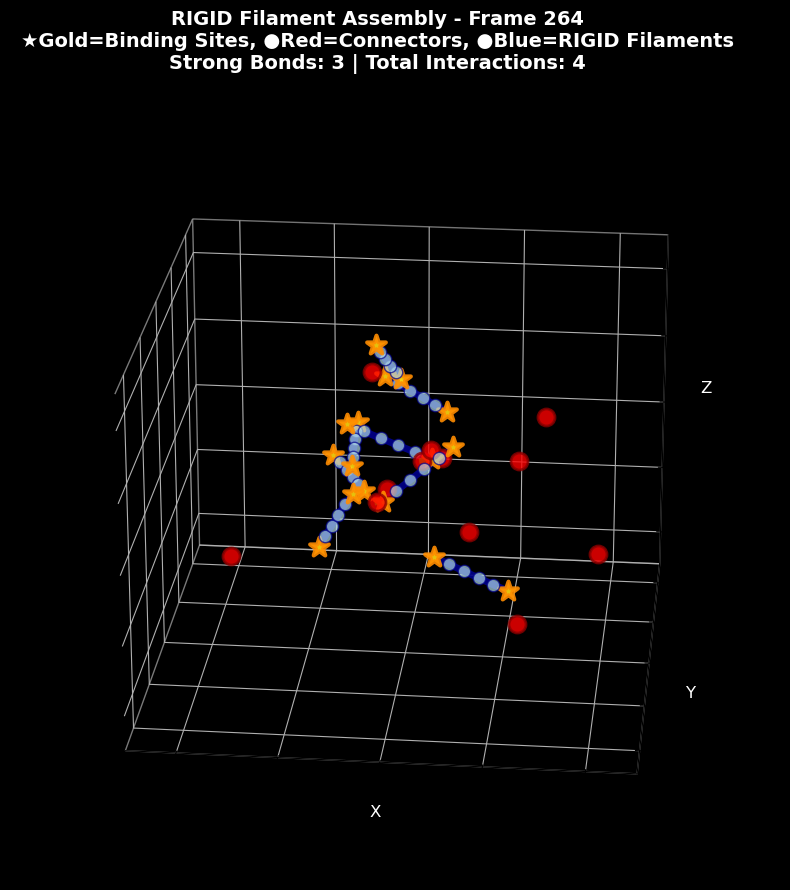 RIGID Filament Assembly - Frame 264
★Gold=Binding Sites, ●Red=Connectors, ●Blue=RIGID Filaments
Strong Bonds: 3 | Total Interactions: 4
Z
Y
X